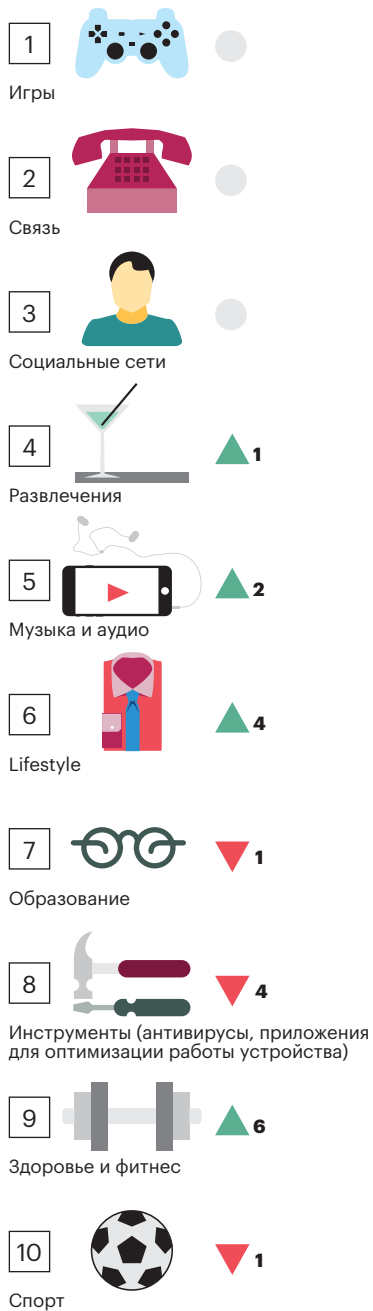 1
Игры
2
Связь
3
Социальные сети
4
1
Развлечения
5
2
Музыка и аудио
6
4
Lifestyle
7
1
Образование
8
4
Инструменты (антивирусы, приложения
для оптимизации работы устройства)
9
6
Здоровье и фитнес
10
1
Спорт